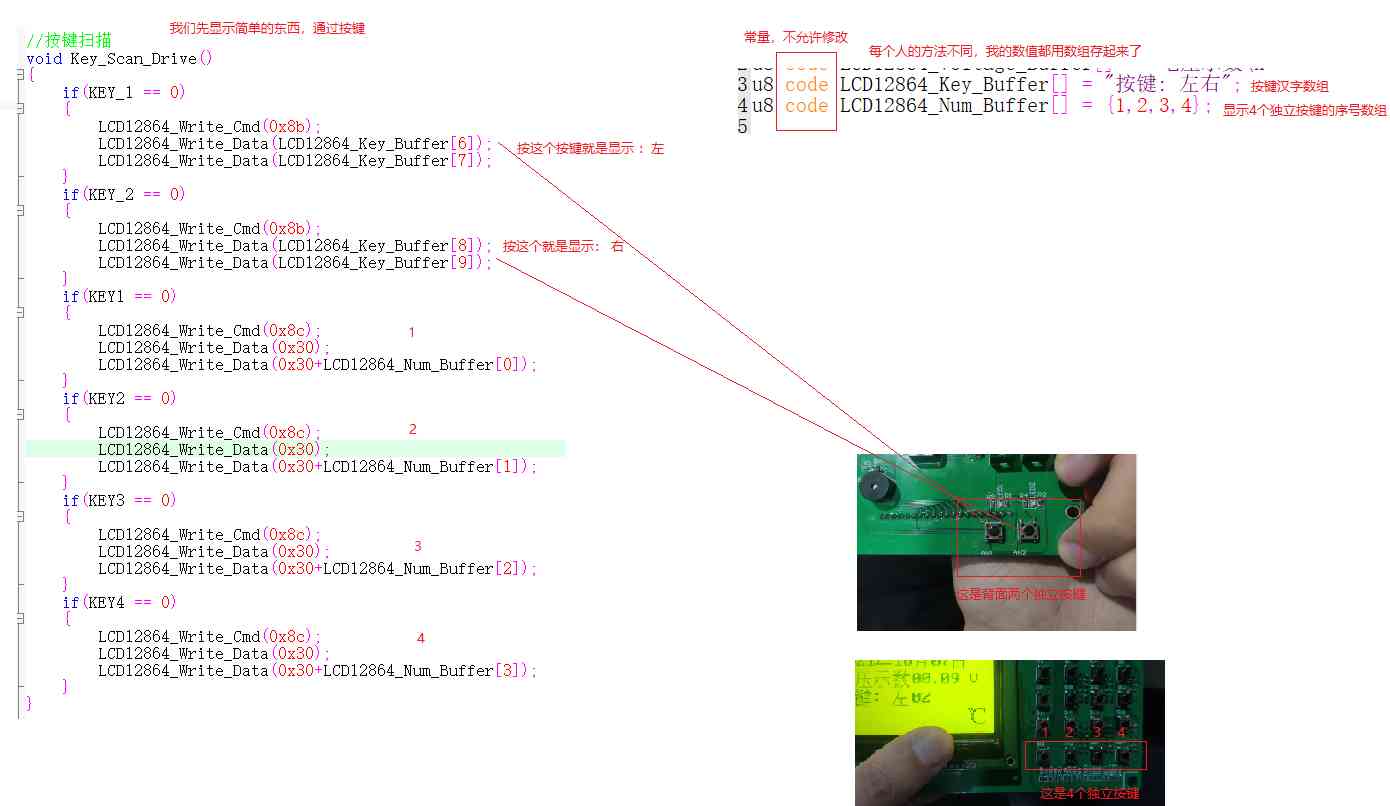 我们先显示简单的东西，通过按键
//按键扫描
void Key_Scan_Drive()
{
if(KEY_1 == 0)
{
LCD12864_Write_Cmd(0x8b);
LCD12864_Write_Data(LCD12864_Key_Buffer[6]);
LCD12864_Write_Data(LCD12864_Key_Buffer[7]);
按这个按键就是显示：左
}
if(KEY_2 == 0)
{
LCD12864_Write_Cmd(0x8b);
LCD12864_Write_Data(LCD12864_Key_Buffer[8]);
按这个就是显示： 右
LCD12864_Write_Data(LCD12864_Key_Buffer[9]);
}
if(KEY1 == 0)
{
LCD12864_Write_Cmd(0x8c);
1
LCD12864_Write_Data(0x30);
LCD12864_Write_Data(0x30+LCD12864_Num_Buffer[0]);
}
if(KEY2 == 0)
{
LCD12864_Write_Cmd(0x8c);
2
LCD12864_Write_Data(0x30);
LCD12864_Write_Data(0x30+LCD12864_Num_Buffer[1]);
}
if(KEY3 == 0)
{
LCD12864_Write_Cmd(0x8c);
3
LCD12864_Write_Data(0x30);
LCD12864_Write_Data(0x30+LCD12864_Num_Buffer[2]);
}
if(KEY4 == 0)
{
LCD12864_Write_Cmd(0x8c);
4
LCD12864_Write_Data(0x30);
LCD12864_Write_Data(0x30+LCD12864_Num_Buffer[3]);
}
}
常量，不允许修改
每个人的方法不同，我的数值都用数组存起来了
3 u8 code LCD12864_Key_Buffer[] = "按键: 左右"; 按键汉字数组
4 u8 code LCD12864_Num_Buffer[] = {1,2,3,4}; 显示4个独立按键的序号数组
5
这是背面两个独立按键
压示数00.09 V
键: 左
℃
1 2 3 4
这是4个独立按键